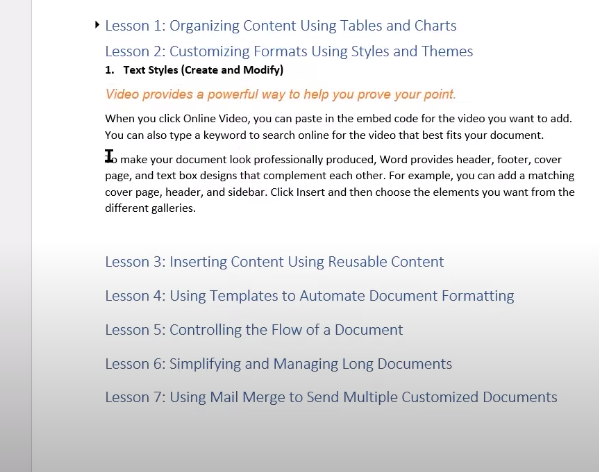 Lesson 1: Organizing Content Using Tables and Charts
Lesson 2: Customizing Formats Using Styles and Themes
1. Text Styles (Create and Modify)
Video provides a powerful way to help you prove your point.
When you click Online Video, you can paste in the embed code for the video you want to add.
You can also type a keyword to search online for the video that best fits your document.
To make your document look professionally produced, Word provides header, footer, cover
page, and text box designs that complement each other. For example, you can add a matching
cover page, header, and sidebar. Click Insert and then choose the elements you want from the
different galleries.
Lesson 3: Inserting Content Using Reusable Content
Lesson 4: Using Templates to Automate Document Formatting
Lesson 5: Controlling the Flow of a Document
Lesson 6: Simplifying and Managing Long Documents
Lesson 7: Using Mail Merge to Send Multiple Customized Documents